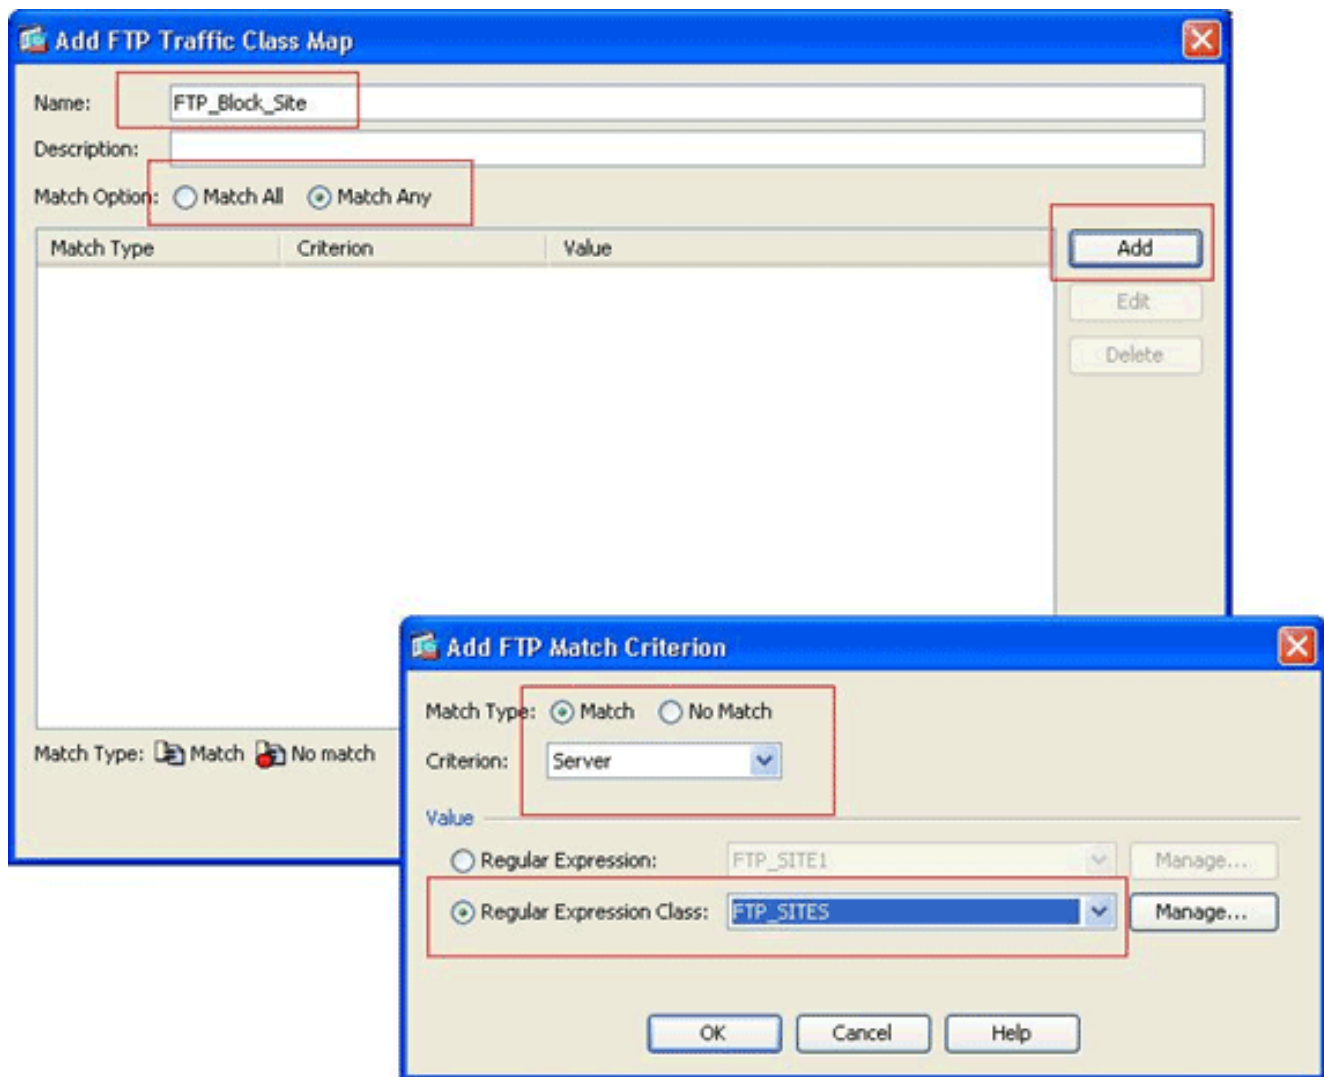 Add FTP Traffic Class Map
Name: FTP_Block_Site
Description:
Match Option: Match All Match Any
Match Type Criterion Value
Add
Edit
Delete
Match Type: Match No match
Add FTP Match Criterion
Match Type: Match No Match
Criterion: Server
Value
Regular Expression: FTP_SITE1 Manage...
Regular Expression Class: FTP_SITES Manage...
OK Cancel Help